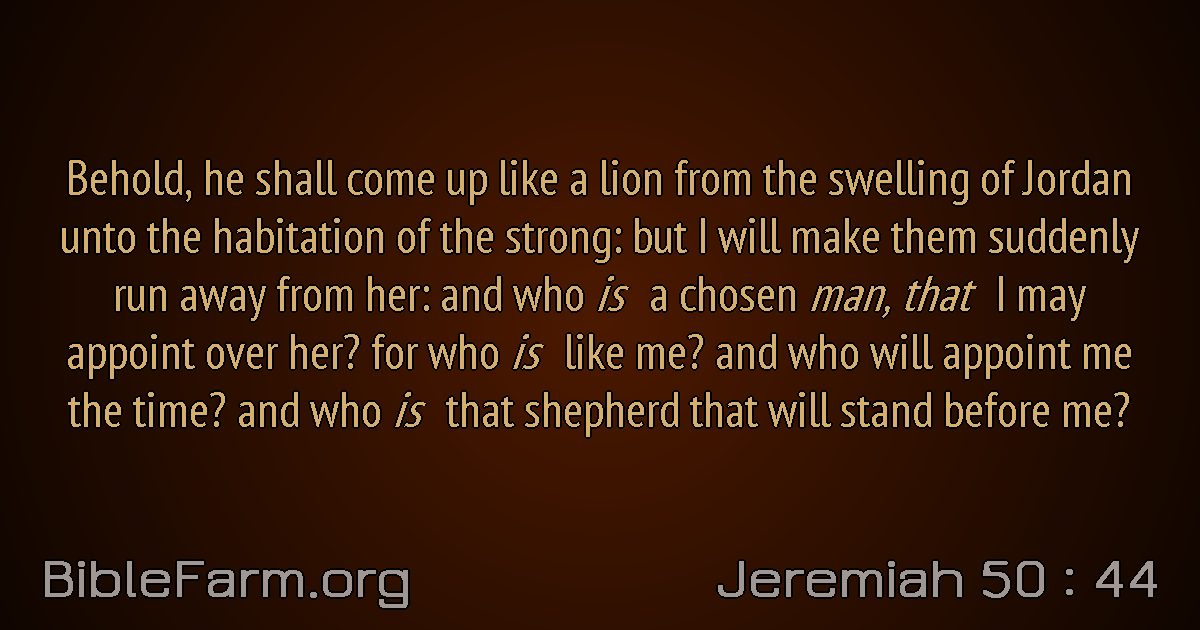 Behold, he shall come up like a lion from the swelling of Jordan
unto the habitation of the strong: but I will make them suddenly
run away from her: and who is a chosen man, that I may
appoint over her? for who is like me? and who will appoint me
the time? and who is that shepherd that will stand before me?
BibleFarm.org
Jeremiah 50 : 44